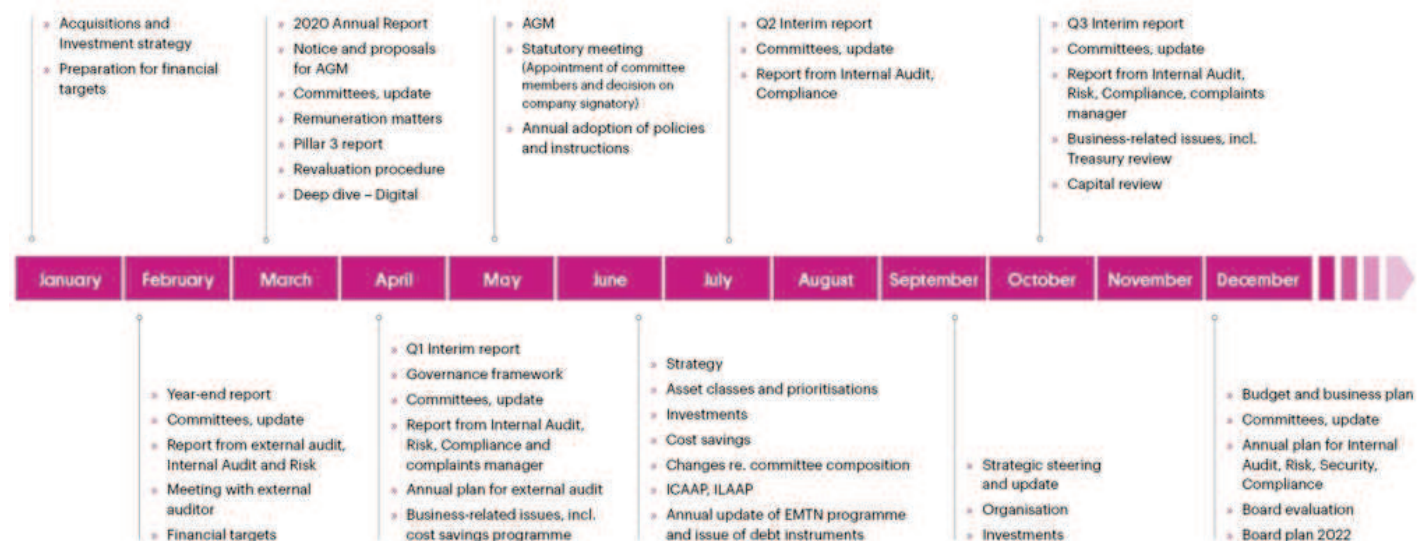 » Acquisitions and
Investment strategy
» Preparation for financial
targets
» 2020 Annual Report
» Notice and proposals
for AGM
» Committees, update
» Remuneration matters
» Pillar 3 report
» Revaluation procedure
» Deep dive – Digital
» AGM
» Statutory meeting
(Appointment of committee
members and decision on
company signatory)
» Annual adoption of policies
and instructions
» Q2 Interim report
» Committees, update
» Report from Internal Audit,
Compliance
» Q3 Interim report
» Committees, update
» Report from Internal Audit,
Risk, Compliance, complaints
manager
» Business-related issues, incl.
Treasury review
» Capital review
January February March April May June July August September October November December
» Year-end report
» Committees, update
» Report from external audit,
Internal Audit and Risk
» Meeting with external
auditor
» Financial targets
» Q1 Interim report
» Governance framework
» Committees, update
» Report from Internal Audit,
Risk, Compliance and
complaints manager
» Annual plan for external audit
» Business-related issues, incl.
cost savings programme
» Strategy
» Asset classes and prioritisations
» Investments
» Cost savings
» Changes re. committee composition
» ICAAP, ILAAP
» Annual update of EMTN programme
and issue of debt instruments
» Strategic steering
and update
» Organisation
» Investments
» Budget and business plan
» Committees, update
» Annual plan for Internal
Audit, Risk, Security,
Compliance
» Board evaluation
» Board plan 2022